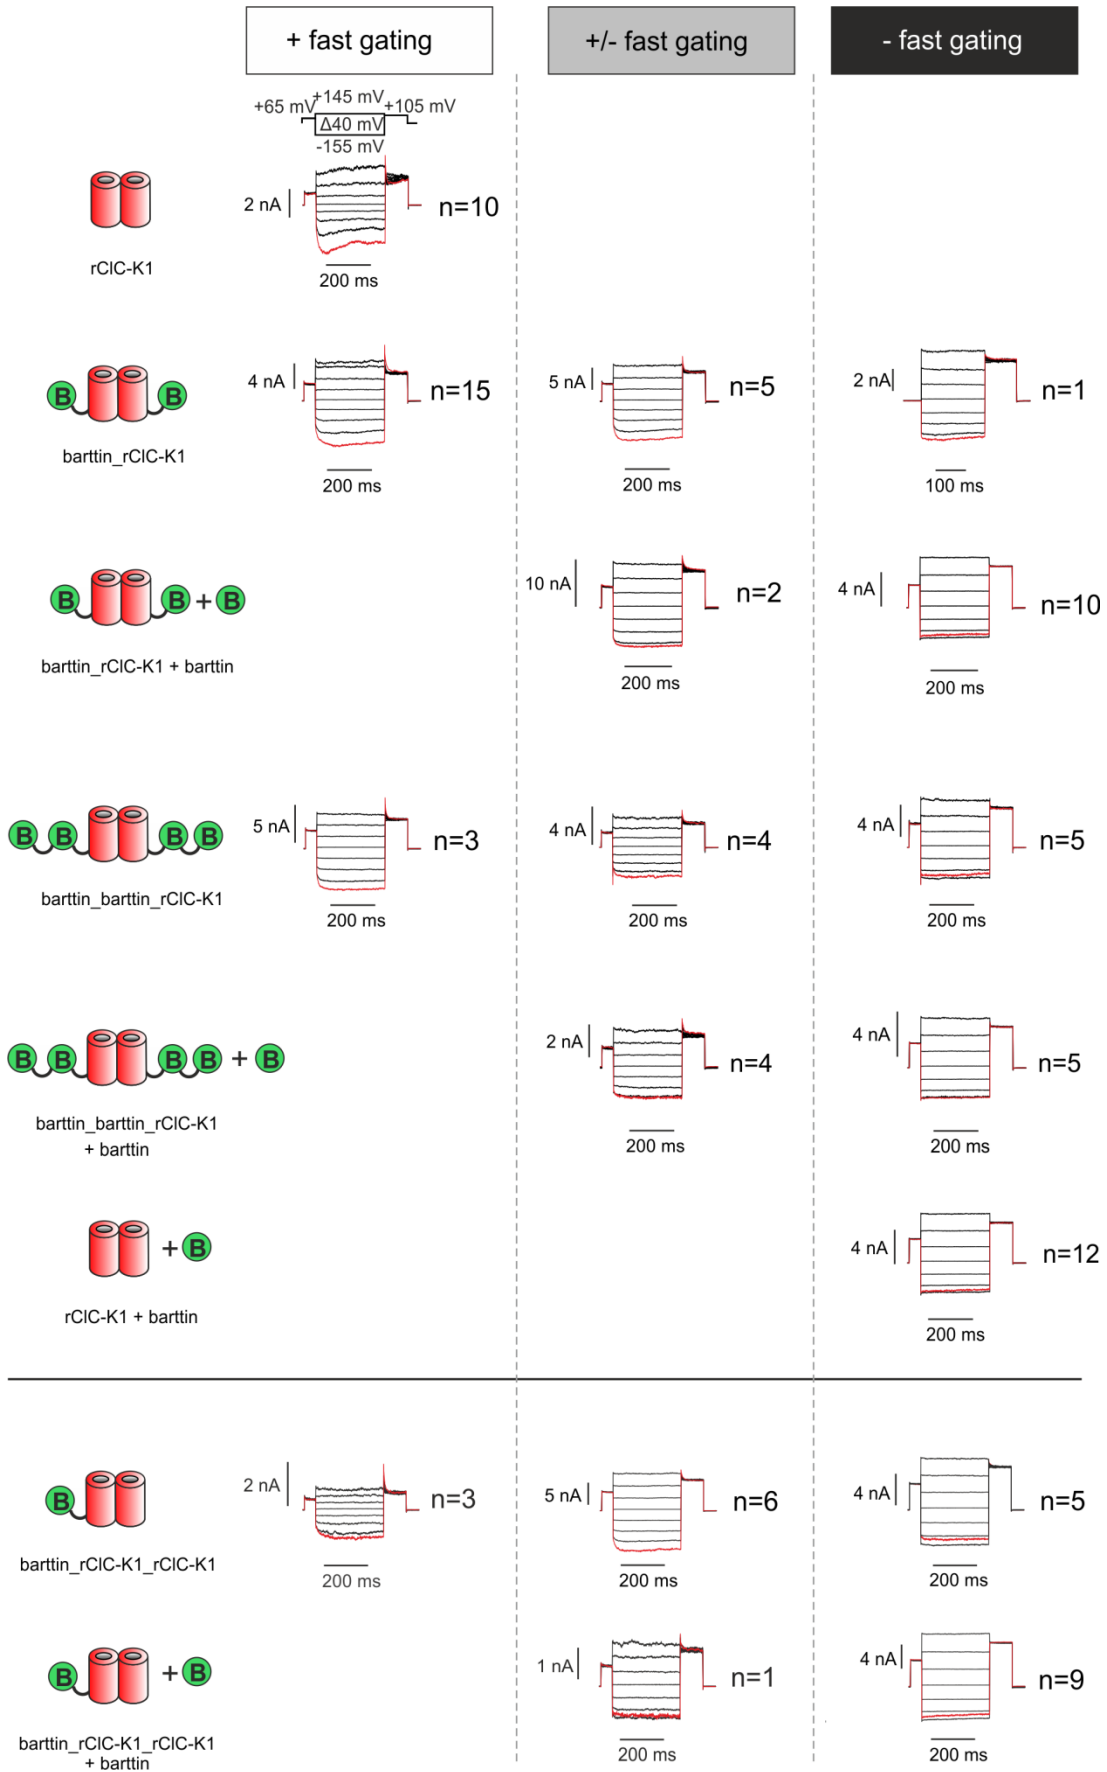 + fast gating
+/- fast gating
- fast gating
+145 mV
+65 mV
+105 mV
Δ40 mV
-155 mV
2 nA
n=10
rClC-K1
200 ms
4 nA
n=15
5 nA
n=5
2 nA
n=1
B
B
barttin_rClC-K1
200 ms
200 ms
100 ms
10 nA
n=2
4 nA
n=10
B
B + B
barttin_rClC-K1 + barttin
200 ms
200 ms
5 nA
n=3
4 nA
n=4
4 nA
n=5
B B
B B
barttin_barttin_rClC-K1
200 ms
200 ms
200 ms
2 nA
n=4
4 nA
n=5
B B
B B + B
barttin_barttin_rClC-K1
+ barttin
200 ms
200 ms
+ B
4 nA
n=12
rClC-K1 + barttin
200 ms
2 nA
n=3
5 nA
n=6
4 nA
n=5
B
barttin_rClC-K1_rClC-K1
200 ms
200 ms
200 ms
1 nA
n=1
4 nA
n=9
B
+ B
barttin_rClC-K1_rClC-K1
+ barttin
200 ms
200 ms